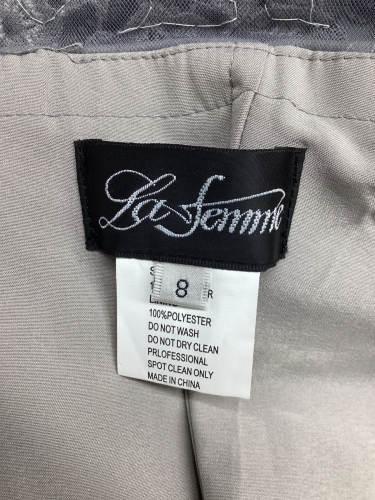 La Femme
8
100%POLYESTER
DO NOT WASH
DO NOT DRY CLEAN
PRLOFESSIONAL
SPOT CLEAN ONLY
MADE IN CHINA